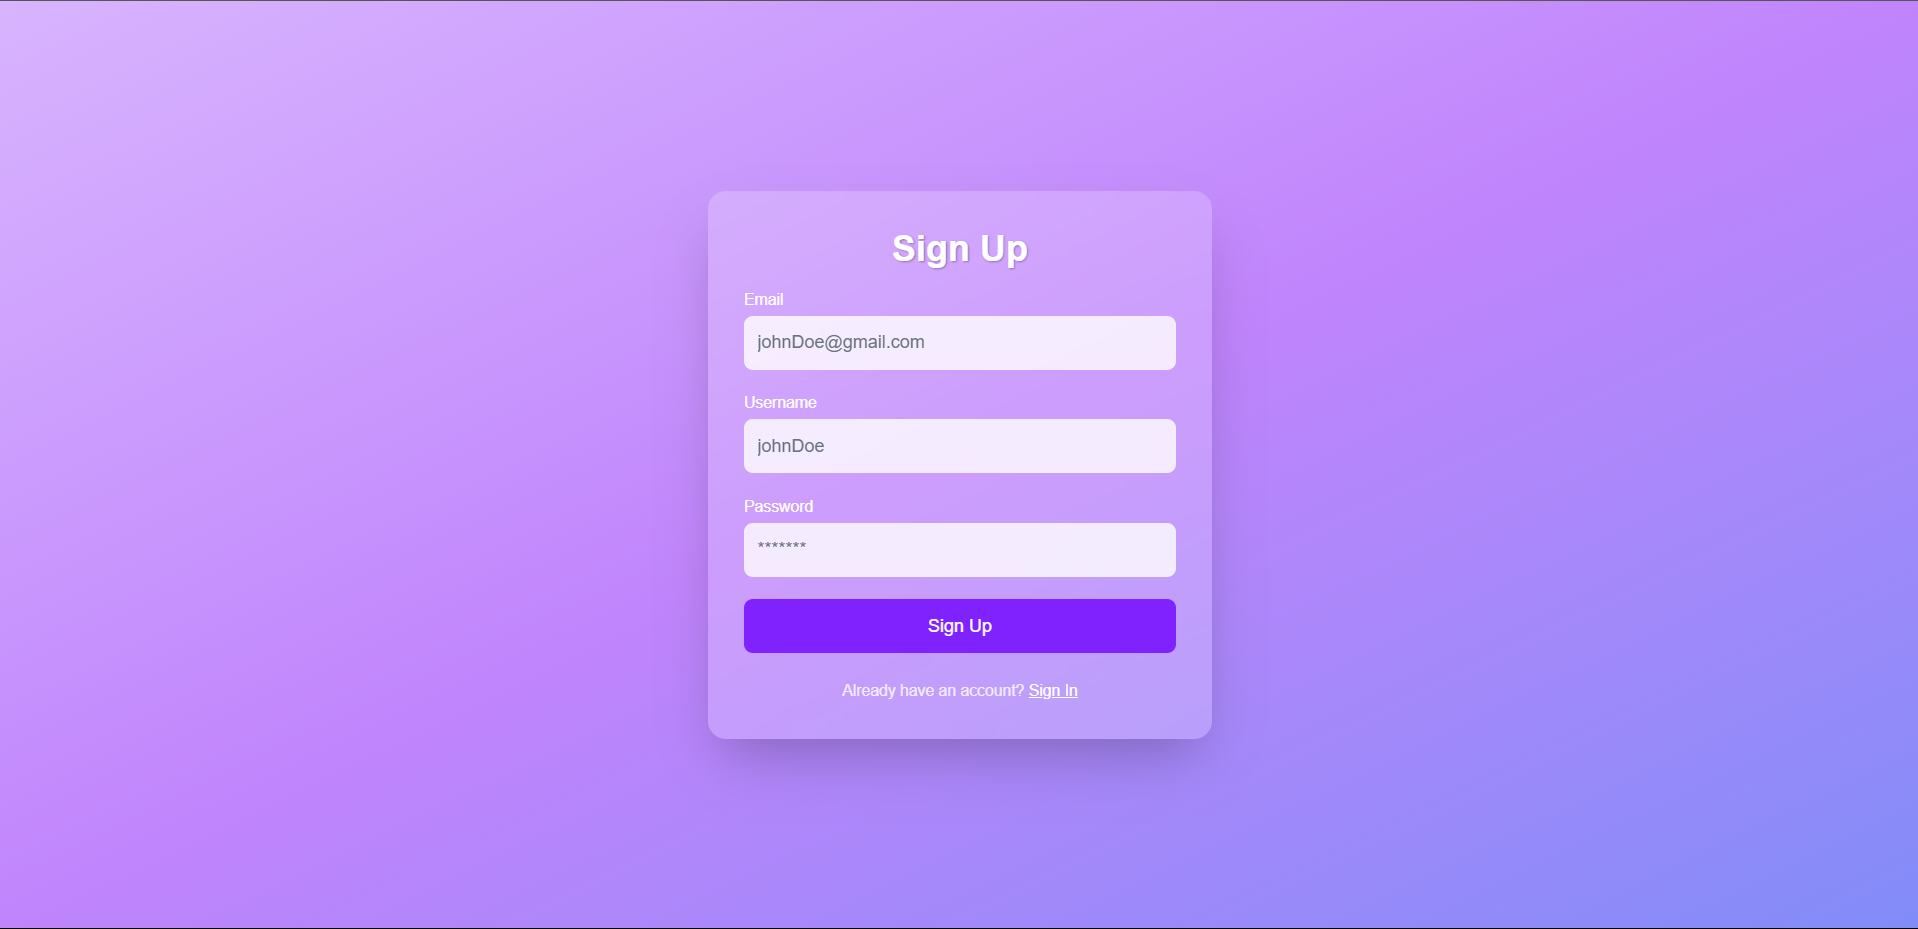 Sign Up
Email
johnDoe@gmail.com
Username
johnDoe
Password
*******
Sign Up
Already have an account? Sign In